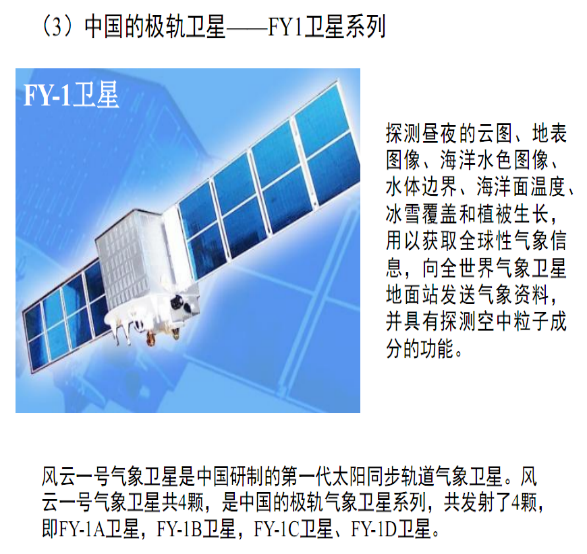 （3）中国的极轨卫星——FY1卫星系列
FY-1卫星
探测昼夜的云图、地表
图像、海洋水色图像、
水体边界、海洋面温度、
冰雪覆盖和植被生长，
用以获取全球性气象信
息，向全世界气象卫星
地面站发送气象资料，
并具有探测空中粒子成
分的功能。
风云一号气象卫星是中国研制的第一代太阳同步轨道气象卫星。风
云一号气象卫星共4颗，是中国的极轨气象卫星系列，共发射了4颗，
即FY-1A卫星，FY-1B卫星，FY-1C卫星、FY-1D卫星。